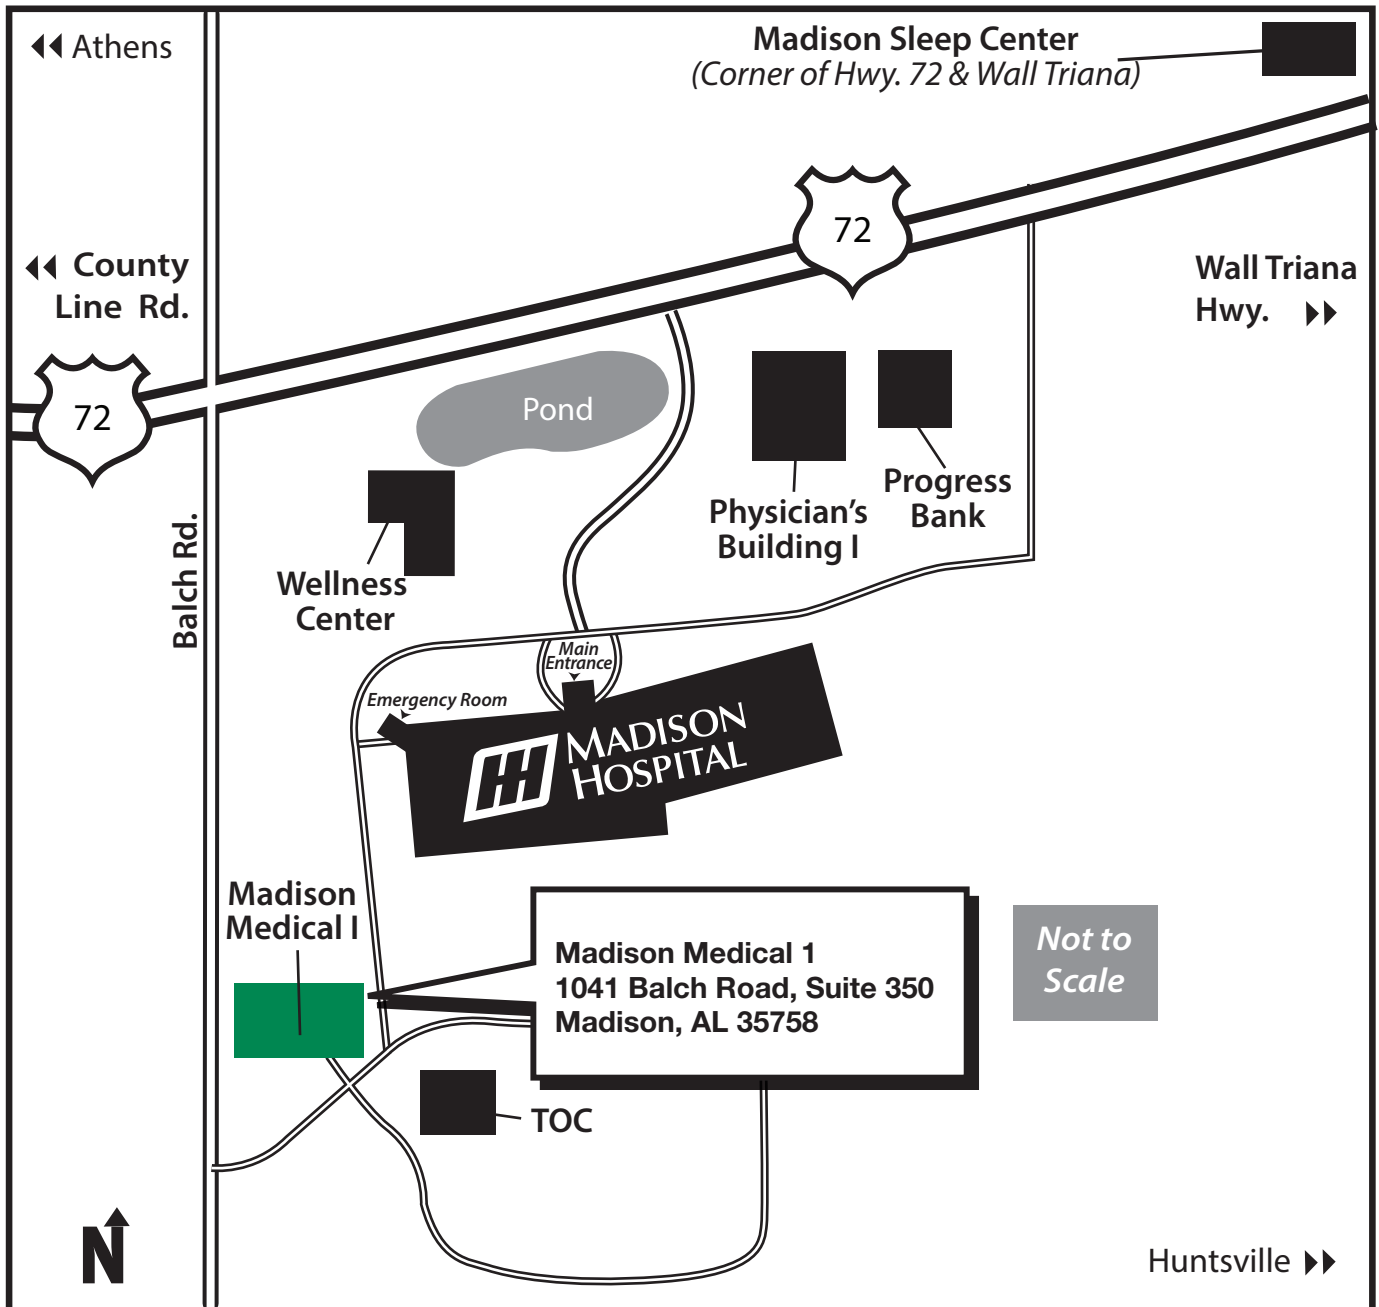 Athens
Madison Sleep Center
(Corner of Hwy. 72 & Wall Triana)
72
County
Line Rd.
Wall Triana
Hwy.
72
Pond
Progress
Bank
Physician's
Building I
Balch Rd.
Wellness
Center
Main
Entrance
Emergency Room
MADISON
HOSPITAL
Madison
Medical I
Madison Medical 1
1041 Balch Road, Suite 350
Madison, AL 35758
Not to
Scale
TOC
N
Huntsville